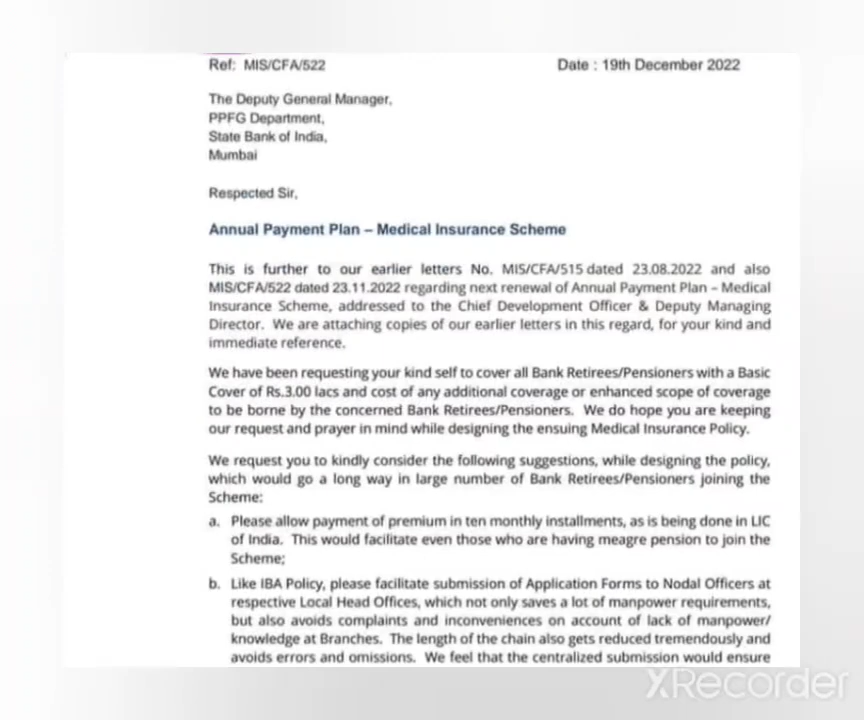 Ref: MIS/CFA/522
Date : 19th December 2022
The Deputy General Manager,
PPFG Department,
State Bank of India,
Mumbai
Respected Sir,
Annual Payment Plan – Medical Insurance Scheme
This is further to our earlier letters No. MIS/CFA/515 dated 23.08.2022 and also
MIS/CFA/522 dated 23.11.2022 regarding next renewal of Annual Payment Plan – Medical
Insurance Scheme, addressed to the Chief Development Officer & Deputy Managing
Director. We are attaching copies of our earlier letters in this regard, for your kind and
immediate reference.
We have been requesting your kind self to cover all Bank Retirees/Pensioners with a Basic
Cover of Rs.3.00 lacs and cost of any additional coverage or enhanced scope of coverage
to be borne by the concerned Bank Retirees/Pensioners. We do hope you are keeping
our request and prayer in mind while designing the ensuing Medical Insurance Policy.
We request you to kindly consider the following suggestions, while designing the policy,
which would go a long way in large number of Bank Retirees/Pensioners joining the
Scheme:
a. Please allow payment of premium in ten monthly installments, as is being done in LIC
of India. This would facilitate even those who are having meagre pension to join the
Scheme;
b. Like IBA Policy, please facilitate submission of Application Forms to Nodal Officers at
respective Local Head Offices, which not only saves a lot of manpower requirements,
but also avoids complaints and inconveniences on account of lack of manpower/
knowledge at Branches. The length of the chain also gets reduced tremendously and
avoids errors and omissions. We feel that the centralized submission would ensure
XRecorder